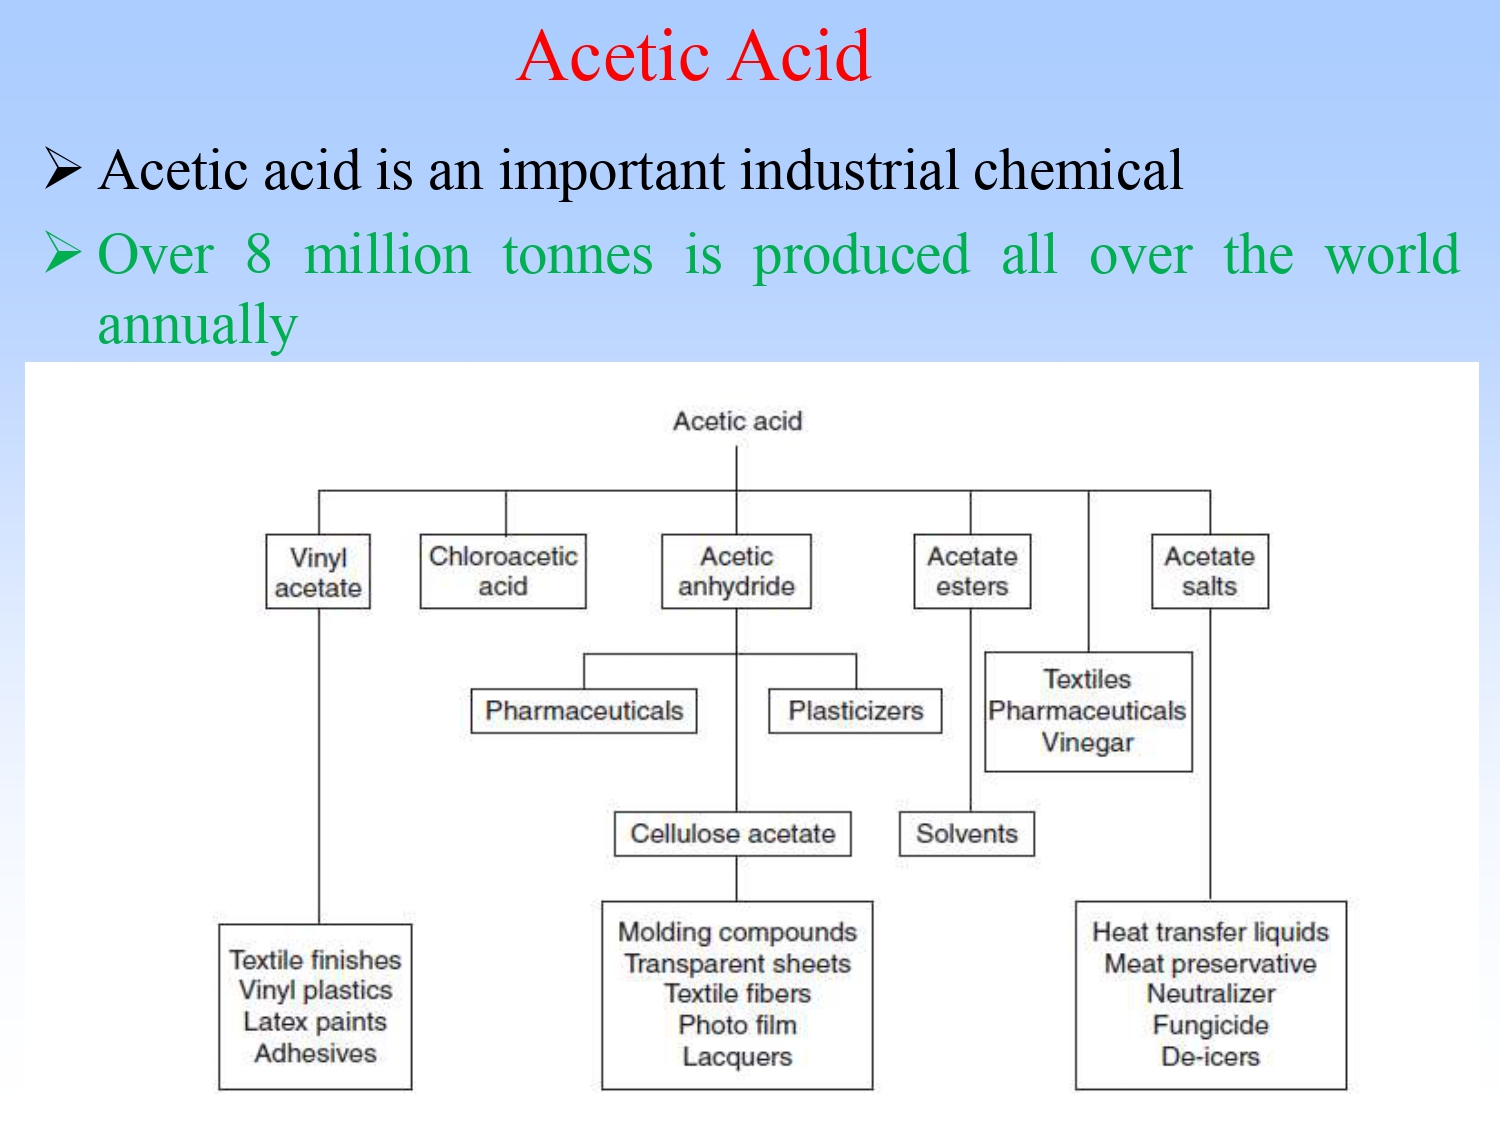 Acetic Acid
➢ Acetic acid is an important industrial chemical
➢ Over 8 million tonnes is produced all over the world
annually
Acetic acid
Vinyl
acetate
Chloroacetic
acid
Acetic
anhydride
Acetate
esters
Acetate
salts
Textiles
Pharmaceuticals
Vinegar
Pharmaceuticals
Plasticizers
Cellulose acetate
Solvents
Textile finishes
Vinyl plastics
Latex paints
Adhesives
Molding compounds
Transparent sheets
Textile fibers
Photo film
Lacquers
Heat transfer liquids
Meat preservative
Neutralizer
Fungicide
De-icers